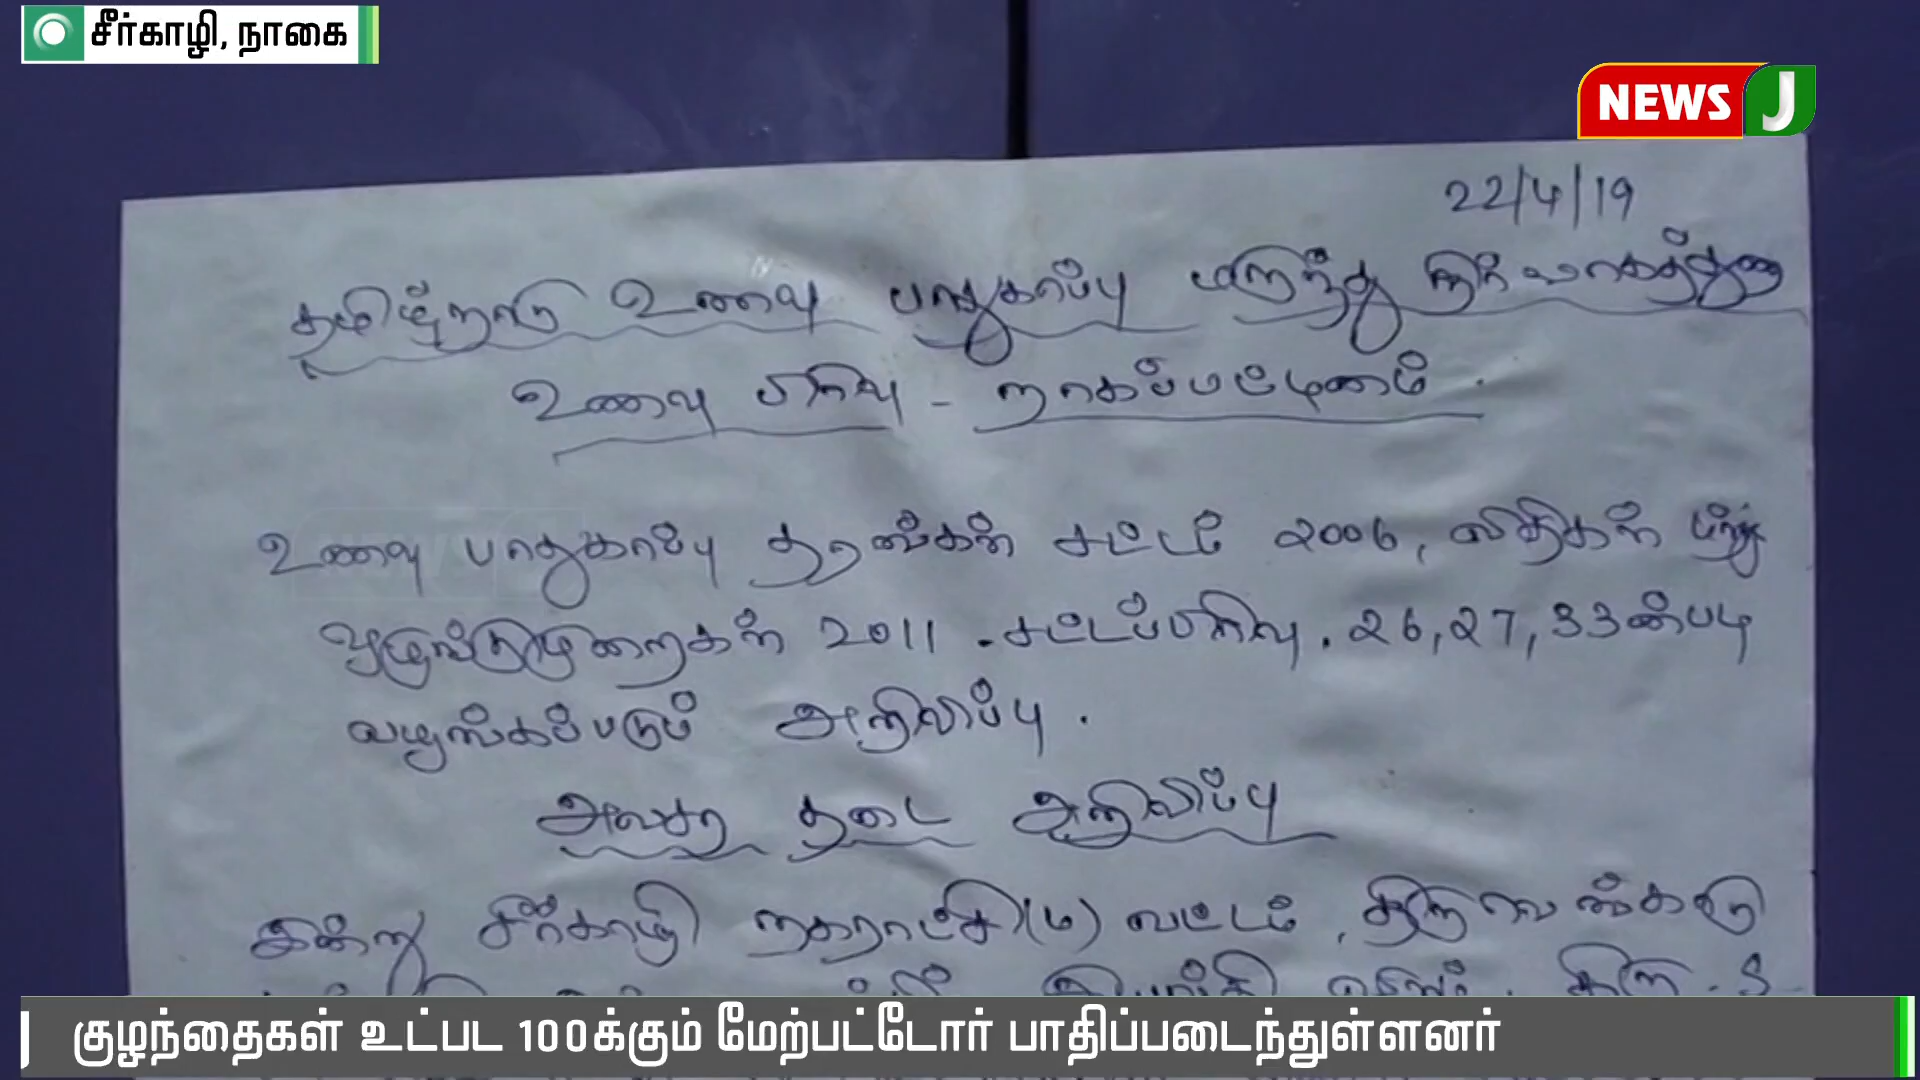 சீர்காழி, நாகை
NEWS J
22/4/19
தமிழ்நாடு உணவு பாதுகாப்பு மருந்து நிர்வாகத்துறை
உணவு பிரிவு - நாகப்பட்டினம்.
உணவு பாதுகாப்பு தரங்கள் சட்டம் 2006, விதிகள் மற்றும்
ஒழுங்குமுறைகள் 2011 - சட்டப்பிரிவு. 26, 27, 33ன்படி
வழங்கப்படும் அறிவிப்பு.
அவசர தடை அறிவிப்பு
இன்று சீர்காழி நகராட்சி (ம) வட்டம், திருவெங்காடு
குழந்தைகள் உட்பட 100க்கும் மேற்பட்டோர் பாதிப்படைந்துள்ளனர்